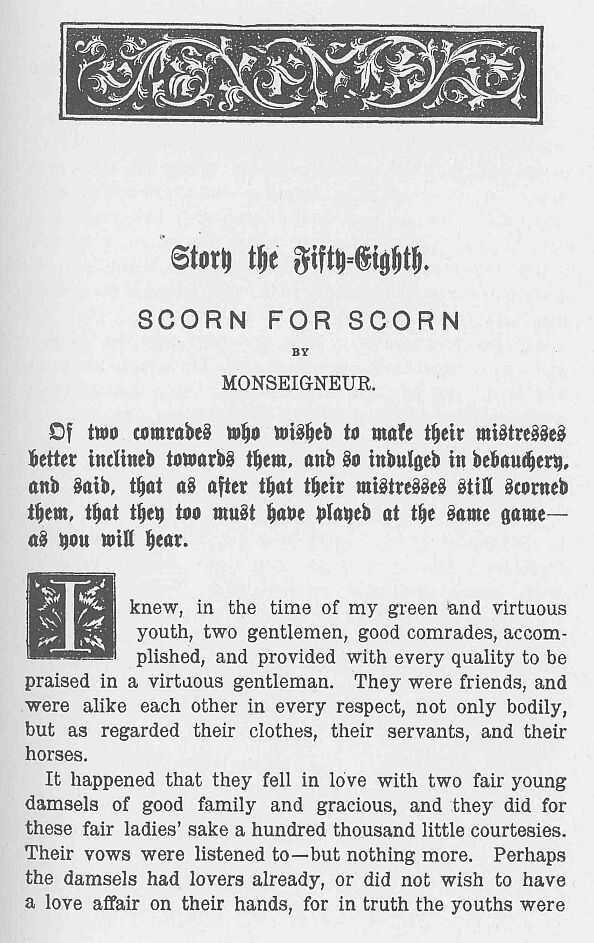 Story the Fifty-Eighth.
SCORN FOR SCORN
BY
MONSEIGNEUR.
Of two comrades who wished to make their mistresses
better inclined towards them, and so indulged in debauchery,
and said, that as after that their mistresses still scorned
them, that they too must have played at the same game—
as you will hear.
I knew, in the time of my green and virtuous
youth, two gentlemen, good comrades, accom-
plished, and provided with every quality to be
praised in a virtuous gentleman. They were friends, and
were alike each other in every respect, not only bodily,
but as regarded their clothes, their servants, and their
horses.
It happened that they fell in love with two fair young
damsels of good family and gracious, and they did for
these fair ladies' sake a hundred thousand little courtesies.
Their vows were listened to—but nothing more. Perhaps
the damsels had lovers already, or did not wish to have
a love affair on their hands, for in truth the youths were